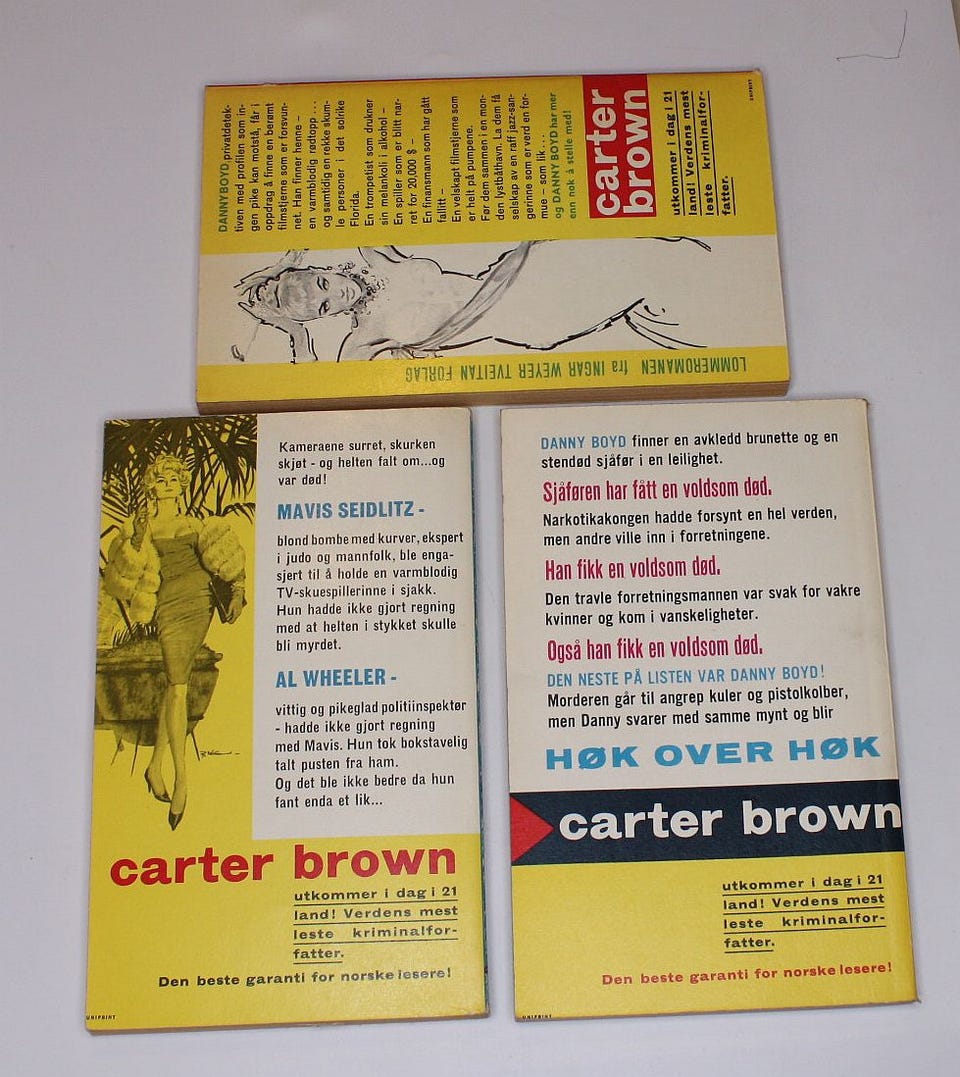 DANNY BOYD, privatdetek-
tiven med profilen som in-
gen pike kan motstå, får i
oppdrag å finne en berømt
filmstjerne som er forsvun-
net. Han finner henne –
en varmblodig rødtopp ...
og samtidig en rekke skum-
le personer i det solrike
Florida.
En trompetist som drukner
sin melankoli i alkohol –
En spiller som er blitt nar-
ret for 20,000 $ –
En finansmann som har gått
fallitt –
En velskapt filmstjerne som
er helt på pumpene.
Før dem sammen i en mon-
den lystbåthavn. La dem få
selskap av en raff jazz-san-
gerinne som er verd en for-
mue – som lik...
og DANNY BOYD har mer
enn nok å stelle med!
carter
brown
utkommer i dag i 21
land! Verdens mest
leste kriminalfor-
fatter.
UNIPRINT
LOMMEROMANEN fra INGAR WEYER TVEITAN FORLAG
Kameraene surret, skurken
skjøt - og helten falt om...og
var død!
MAVIS SEIDLITZ -
blond bombe med kurver, ekspert
i judo og mannfolk, ble enga-
sjert til å holde en varmblodig
TV-skuespillerinne i sjakk.
Hun hadde ikke gjort regning
med at helten i stykket skulle
bli myrdet.
AL WHEELER -
vittig og pikeglad politiinspektør
- hadde ikke gjort regning
med Mavis. Hun tok bokstavelig
talt pusten fra ham.
Og det ble ikke bedre da hun
fant enda et lik...
carter brown
utkommer i dag i 21
land! Verdens mest
leste kriminalfor-
fatter.
Den beste garanti for norske lesere!
UNIPRINT
DANNY BOYD finner en avkledd brunette og en
stendød sjåfør i en leilighet.
Sjåføren har fått en voldsom død.
Narkotikakongen hadde forsynt en hel verden,
men andre ville inn i forretningene.
Han fikk en voldsom død.
Den travle forretningsmannen var svak for vakre
kvinner og kom i vanskeligheter.
Også han fikk en voldsom død.
DEN NESTE PÅ LISTEN VAR DANNY BOYD!
Morderen går til angrep kuler og pistolkolber,
men Danny svarer med samme mynt og blir
HØK OVER HØK
carter brown
utkommer i dag i 21
land! Verdens mest
leste kriminalfor-
fatter.
Den beste garanti for norske lesere!
UNIPRINT